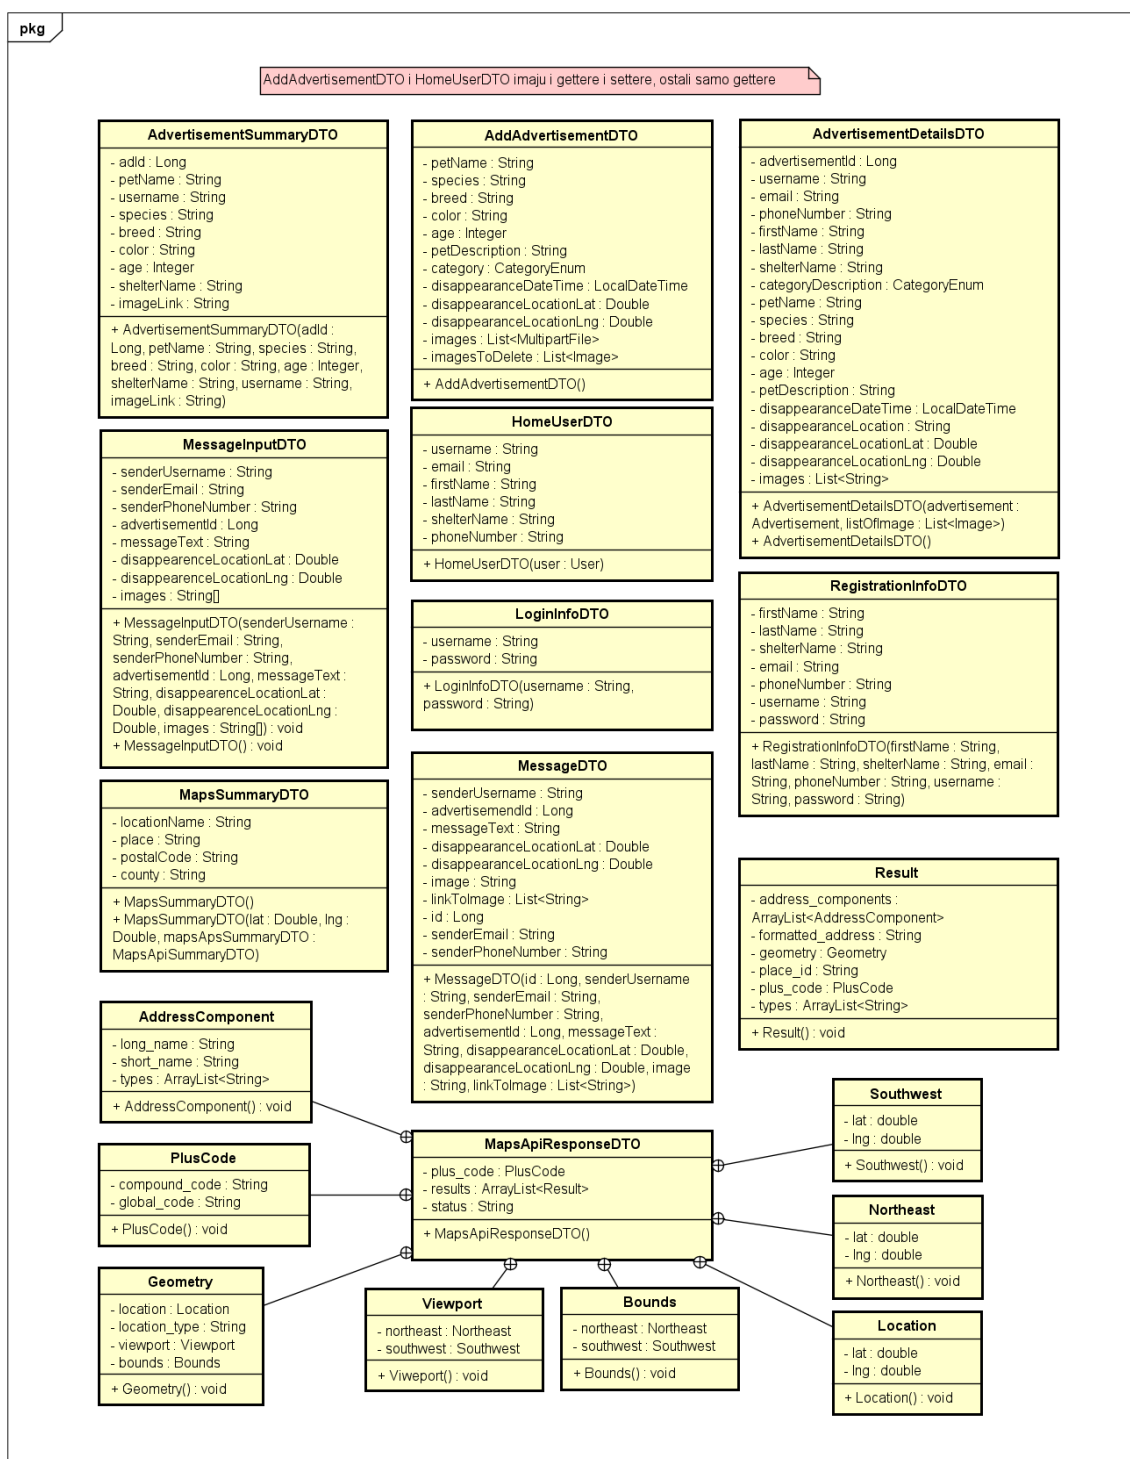 pkg
AddAdvertisementDTO i HomeUserDTO imaju i gettere i settere, ostali samo gettere
AdvertisementSummaryDTO
- adId : Long
- petName : String
- username : String
- species : String
- breed : String
- color : String
- age : Integer
- shelterName : String
- imageLink : String
+ AdvertisementSummaryDTO(adId :
Long, petName : String, species : String,
breed : String, color : String, age : Integer,
shelterName : String, username : String,
imageLink : String)
AddAdvertisementDTO
- petName : String
- species : String
- breed : String
- color : String
- age : Integer
- petDescription : String
- category : CategoryEnum
- disappearanceDateTime : LocalDateTime
- disappearanceLocationLat : Double
- disappearanceLocationLng : Double
- images : List<MultipartFile>
- imagesToDelete : List<Image>
+ AddAdvertisementDTO()
AdvertisementDetailsDTO
- advertisementId : Long
- username : String
- email : String
- phoneNumber : String
- firstName : String
- lastName : String
- shelterName : String
- categoryDescription : CategoryEnum
- petName : String
- species : String
- breed : String
- color : String
- age : Integer
- petDescription : String
- disappearanceDateTime : LocalDateTime
- disappearanceLocation : String
- disappearanceLocationLat : Double
- disappearanceLocationLng : Double
- images : List<String>
+ AdvertisementDetailsDTO(advertisement :
Advertisement, listOfImage : List<Image>)
+ AdvertisementDetailsDTO()
MessageInputDTO
- senderUsername : String
- senderEmail : String
- senderPhoneNumber : String
- advertisementId : Long
- messageText : String
- disappearenceLocationLat : Double
- disappearenceLocationLng : Double
- images : String[]
+ MessageInputDTO(senderUsername :
String, senderEmail : String,
senderPhoneNumber : String,
advertisementId : Long, messageText :
String, disappearenceLocationLat :
Double, disappearenceLocationLng :
Double, images : String[]) : void
+ MessageInputDTO() : void
HomeUserDTO
- username : String
- email : String
- firstName : String
- lastName : String
- shelterName : String
- phoneNumber : String
+ HomeUserDTO(user : User)
LoginInfoDTO
- username : String
- password : String
+ LoginInfoDTO(username : String,
password : String)
RegistrationInfoDTO
- firstName : String
- lastName : String
- shelterName : String
- email : String
- phoneNumber : String
- username : String
- password : String
+ RegistrationInfoDTO(firstName : String,
lastName : String, shelterName : String, email :
String, phoneNumber : String, username :
String, password : String)
MapsSummaryDTO
- locationName : String
- place : String
- postalCode : String
- county : String
+ MapsSummaryDTO()
+ MapsSummaryDTO(lat : Double, lng :
Double, mapsApsSummaryDTO :
MapsApiSummaryDTO)
MessageDTO
- senderUsername : String
- advertisemendId : Long
- messageText : String
- disappearanceLocationLat : Double
- disappearanceLocationLng : Double
- image : String
- linkToImage : List<String>
- id : Long
- senderEmail : String
- senderPhoneNumber : String
+ MessageDTO(id : Long, senderUsername
: String, senderEmail : String,
senderPhoneNumber : String,
advertisementId : Long, messageText :
String, disappearanceLocationLat : Double,
disappearanceLocationLng : Double, image
: String, linkToImage : List<String>)
Result
- address_components :
ArrayList<AddressComponent>
- formatted_address : String
- geometry : Geometry
- place_id : String
- plus_code : PlusCode
- types : ArrayList<String>
+ Result() : void
AddressComponent
- long_name : String
- short_name : String
- types : ArrayList<String>
+ AddressComponent() : void
PlusCode
- compound_code : String
- global_code : String
+ PlusCode() : void
MapsApiResponseDTO
- plus_code : PlusCode
- results : ArrayList<Result>
- status : String
+ MapsApiResponseDTO()
Southwest
- lat : double
- lng : double
+ Southwest() : void
Northeast
- lat : double
- lng : double
+ Northeast() : void
Geometry
- location : Location
- location_type : String
- viewport : Viewport
- bounds : Bounds
+ Geometry() : void
Viewport
- northeast : Northeast
- southwest : Southwest
+ Viweport() : void
Bounds
- northeast : Northeast
- southwest : Southwest
+ Bounds() : void
Location
- lat : double
- lng : double
+ Location() : void